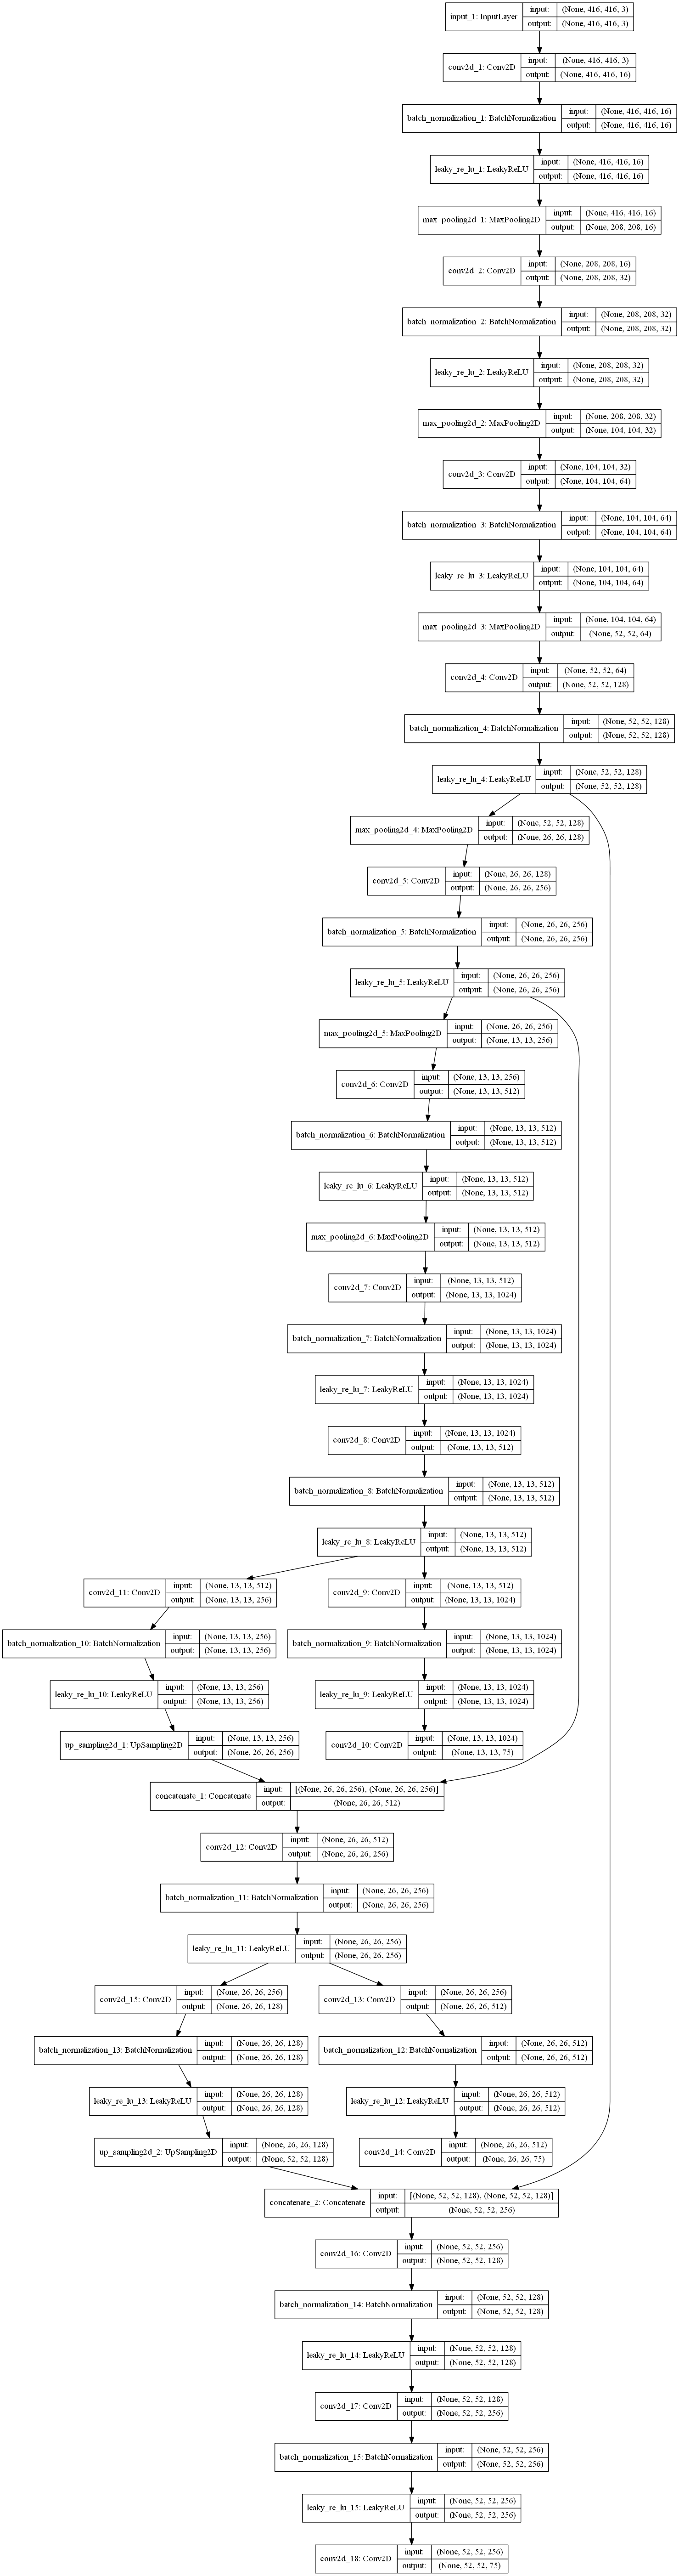 input_1: InputLayer input: (None, 416, 416, 3)
output: (None, 416, 416, 3)
conv2d_1: Conv2D input: (None, 416, 416, 3)
output: (None, 416, 416, 16)
batch_normalization_1: BatchNormalization input: (None, 416, 416, 16)
output: (None, 416, 416, 16)
leaky_re_lu_1: LeakyReLU input: (None, 416, 416, 16)
output: (None, 416, 416, 16)
max_pooling2d_1: MaxPooling2D input: (None, 416, 416, 16)
output: (None, 208, 208, 16)
conv2d_2: Conv2D input: (None, 208, 208, 16)
output: (None, 208, 208, 32)
batch_normalization_2: BatchNormalization input: (None, 208, 208, 32)
output: (None, 208, 208, 32)
leaky_re_lu_2: LeakyReLU input: (None, 208, 208, 32)
output: (None, 208, 208, 32)
max_pooling2d_2: MaxPooling2D input: (None, 208, 208, 32)
output: (None, 104, 104, 32)
conv2d_3: Conv2D input: (None, 104, 104, 32)
output: (None, 104, 104, 64)
batch_normalization_3: BatchNormalization input: (None, 104, 104, 64)
output: (None, 104, 104, 64)
leaky_re_lu_3: LeakyReLU input: (None, 104, 104, 64)
output: (None, 104, 104, 64)
max_pooling2d_3: MaxPooling2D input: (None, 104, 104, 64)
output: (None, 52, 52, 64)
conv2d_4: Conv2D input: (None, 52, 52, 64)
output: (None, 52, 52, 128)
batch_normalization_4: BatchNormalization input: (None, 52, 52, 128)
output: (None, 52, 52, 128)
leaky_re_lu_4: LeakyReLU input: (None, 52, 52, 128)
output: (None, 52, 52, 128)
max_pooling2d_4: MaxPooling2D input: (None, 52, 52, 128)
output: (None, 26, 26, 128)
conv2d_5: Conv2D input: (None, 26, 26, 128)
output: (None, 26, 26, 256)
batch_normalization_5: BatchNormalization input: (None, 26, 26, 256)
output: (None, 26, 26, 256)
leaky_re_lu_5: LeakyReLU input: (None, 26, 26, 256)
output: (None, 26, 26, 256)
max_pooling2d_5: MaxPooling2D input: (None, 26, 26, 256)
output: (None, 13, 13, 256)
conv2d_6: Conv2D input: (None, 13, 13, 256)
output: (None, 13, 13, 512)
batch_normalization_6: BatchNormalization input: (None, 13, 13, 512)
output: (None, 13, 13, 512)
leaky_re_lu_6: LeakyReLU input: (None, 13, 13, 512)
output: (None, 13, 13, 512)
max_pooling2d_6: MaxPooling2D input: (None, 13, 13, 512)
output: (None, 13, 13, 512)
conv2d_7: Conv2D input: (None, 13, 13, 512)
output: (None, 13, 13, 1024)
batch_normalization_7: BatchNormalization input: (None, 13, 13, 1024)
output: (None, 13, 13, 1024)
leaky_re_lu_7: LeakyReLU input: (None, 13, 13, 1024)
output: (None, 13, 13, 1024)
conv2d_8: Conv2D input: (None, 13, 13, 1024)
output: (None, 13, 13, 512)
batch_normalization_8: BatchNormalization input: (None, 13, 13, 512)
output: (None, 13, 13, 512)
leaky_re_lu_8: LeakyReLU input: (None, 13, 13, 512)
output: (None, 13, 13, 512)
conv2d_11: Conv2D input: (None, 13, 13, 512)
output: (None, 13, 13, 256)
conv2d_9: Conv2D input: (None, 13, 13, 512)
output: (None, 13, 13, 1024)
batch_normalization_10: BatchNormalization input: (None, 13, 13, 256)
output: (None, 13, 13, 256)
batch_normalization_9: BatchNormalization input: (None, 13, 13, 1024)
output: (None, 13, 13, 1024)
leaky_re_lu_10: LeakyReLU input: (None, 13, 13, 256)
output: (None, 13, 13, 256)
leaky_re_lu_9: LeakyReLU input: (None, 13, 13, 1024)
output: (None, 13, 13, 1024)
up_sampling2d_1: UpSampling2D input: (None, 13, 13, 256)
output: (None, 26, 26, 256)
conv2d_10: Conv2D input: (None, 13, 13, 1024)
output: (None, 13, 13, 75)
concatenate_1: Concatenate input: [(None, 26, 26, 256), (None, 26, 26, 256)]
output: (None, 26, 26, 512)
conv2d_12: Conv2D input: (None, 26, 26, 512)
output: (None, 26, 26, 256)
batch_normalization_11: BatchNormalization input: (None, 26, 26, 256)
output: (None, 26, 26, 256)
leaky_re_lu_11: LeakyReLU input: (None, 26, 26, 256)
output: (None, 26, 26, 256)
conv2d_15: Conv2D input: (None, 26, 26, 256)
output: (None, 26, 26, 128)
conv2d_13: Conv2D input: (None, 26, 26, 256)
output: (None, 26, 26, 512)
batch_normalization_13: BatchNormalization input: (None, 26, 26, 128)
output: (None, 26, 26, 128)
batch_normalization_12: BatchNormalization input: (None, 26, 26, 512)
output: (None, 26, 26, 512)
leaky_re_lu_13: LeakyReLU input: (None, 26, 26, 128)
output: (None, 26, 26, 128)
leaky_re_lu_12: LeakyReLU input: (None, 26, 26, 512)
output: (None, 26, 26, 512)
up_sampling2d_2: UpSampling2D input: (None, 26, 26, 128)
output: (None, 52, 52, 128)
conv2d_14: Conv2D input: (None, 26, 26, 512)
output: (None, 26, 26, 75)
concatenate_2: Concatenate input: [(None, 52, 52, 128), (None, 52, 52, 128)]
output: (None, 52, 52, 256)
conv2d_16: Conv2D input: (None, 52, 52, 256)
output: (None, 52, 52, 128)
batch_normalization_14: BatchNormalization input: (None, 52, 52, 128)
output: (None, 52, 52, 128)
leaky_re_lu_14: LeakyReLU input: (None, 52, 52, 128)
output: (None, 52, 52, 128)
conv2d_17: Conv2D input: (None, 52, 52, 128)
output: (None, 52, 52, 256)
batch_normalization_15: BatchNormalization input: (None, 52, 52, 256)
output: (None, 52, 52, 256)
leaky_re_lu_15: LeakyReLU input: (None, 52, 52, 256)
output: (None, 52, 52, 256)
conv2d_18: Conv2D input: (None, 52, 52, 256)
output: (None, 52, 52, 75)